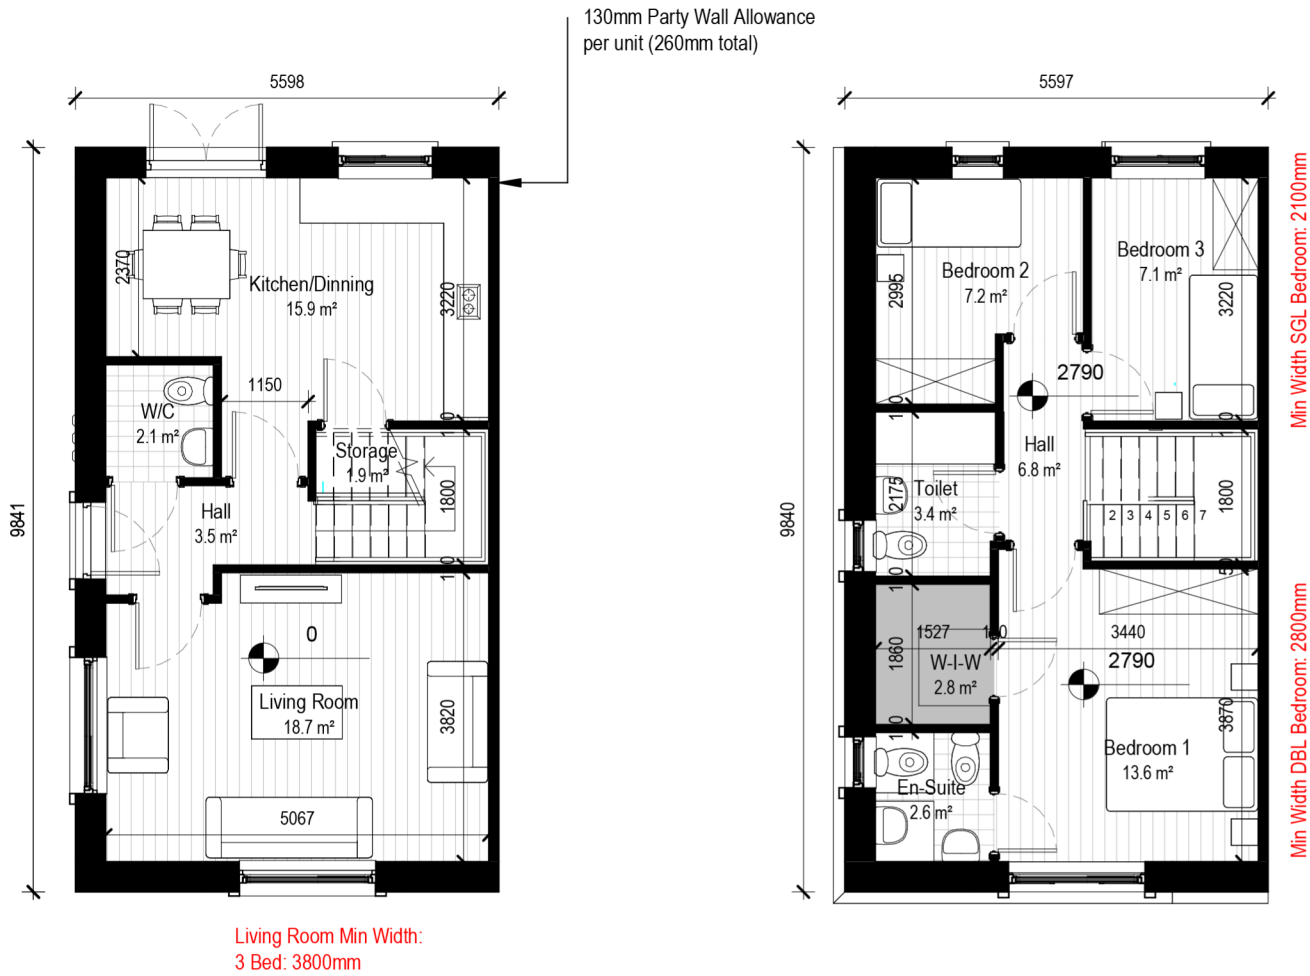 130mm Party Wall Allowance
per unit (260mm total)
5598
9841
2370
Kitchen/Dinning
15.9 m²
3220
1150
W/C
2.1 m²
Storage
1.9 m²
1800
Hall
3.5 m²
0
Living Room
18.7 m²
3820
5067
Living Room Min Width:
3 Bed: 3800mm
5597
9840
Bedroom 2
7.2 m²
2995
Bedroom 3
7.1 m²
3220
2790
Hall
6.8 m²
Toilet
3.4 m²
2175
1800
2 3 4 5 6 7
1527
3440
2790
1860
W-I-W
2.8 m²
3870
Bedroom 1
13.6 m²
En-Suite
2.6 m²
Min Width SGL Bedroom: 2100mm
Min Width DBL Bedroom: 2800mm